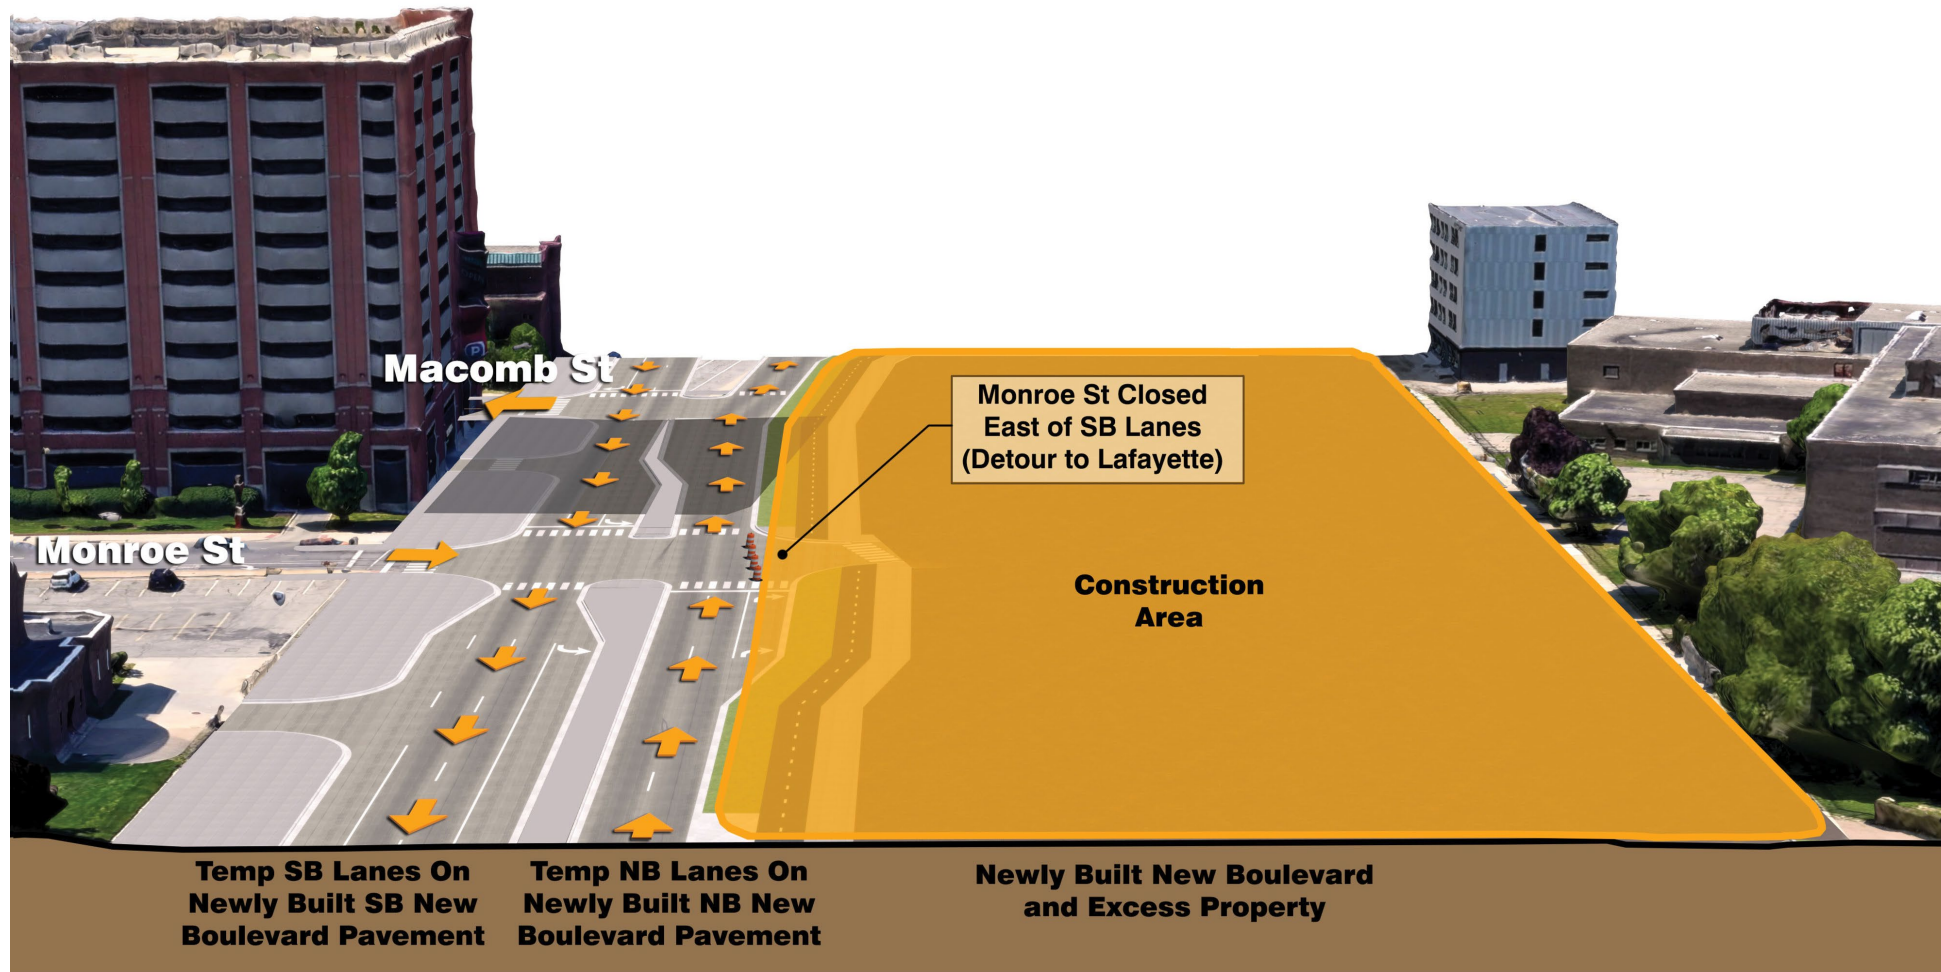 Macomb St
Monroe St Closed
East of SB Lanes
(Detour to Lafayette)
Monroe St
Construction
Area
Temp SB Lanes On
Newly Built SB New
Boulevard Pavement
Temp NB Lanes On
Newly Built NB New
Boulevard Pavement
Newly Built New Boulevard
and Excess Property
P